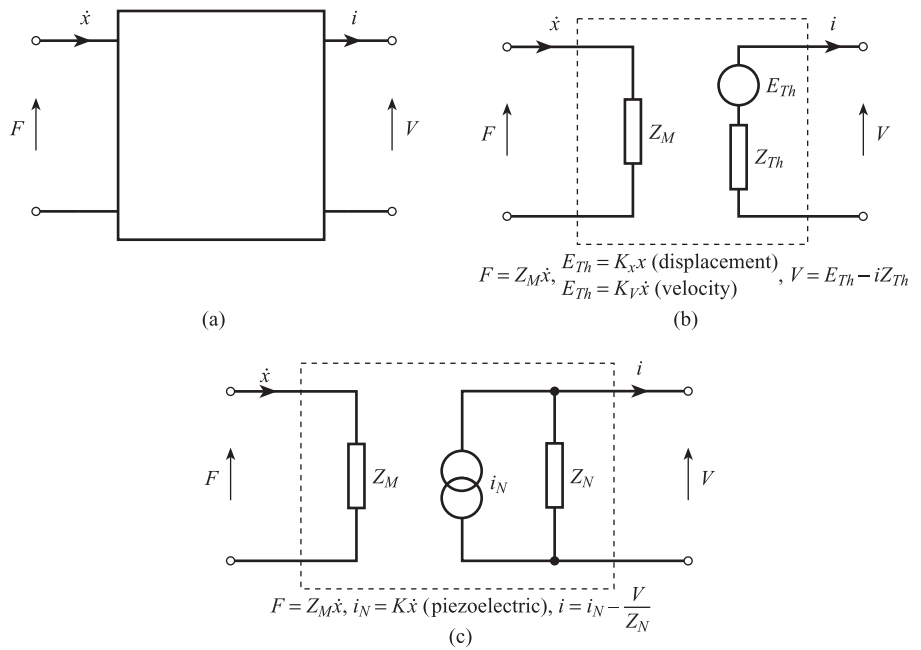 ẋ
i
F
V
(a)
ẋ
i
F
Z_M
E_Th
Z_Th
V
F = Z_M ẋ, E_Th = K_x x (displacement), V = E_Th – iZ_Th
E_Th = K_V ẋ (velocity)
(b)
ẋ
i
F
Z_M
i_N
Z_N
V
F = Z_M ẋ, i_N = Kẋ (piezoelectric), i = i_N – V/Z_N
(c)